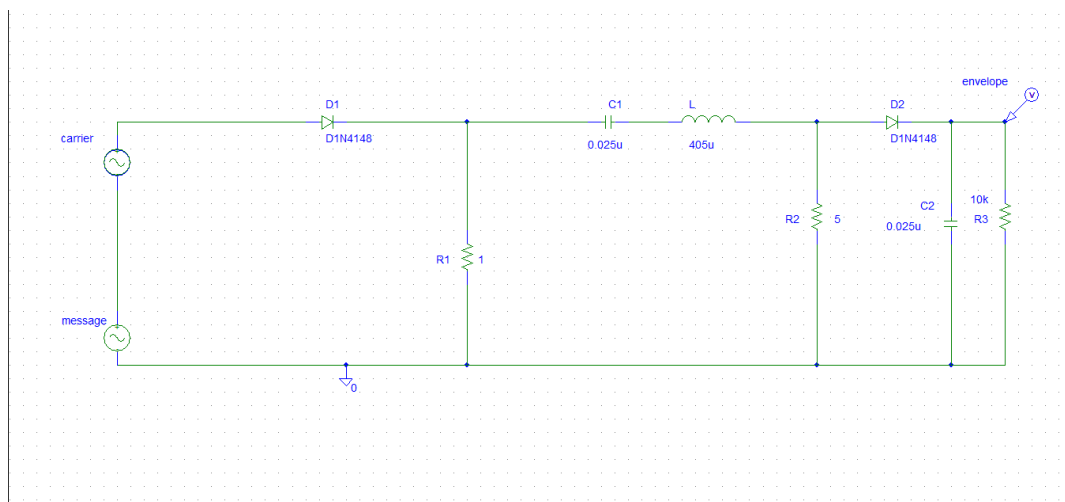 envelope
V
D1
C1
L
D2
carrier
D1N4148
0.025u
405u
D1N4148
C2
10k
R2
5
R3
0.025u
R1
1
message
0